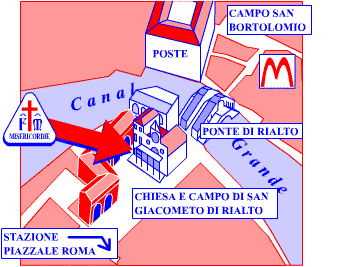 CAMPO SAN
BORTOLOMIO
POSTE
M
Canal
Grande
F M
MISERICORDIE
PONTE DI RIALTO
CHIESA E CAMPO DI SAN
GIACOMETO DI RIALTO
STAZIONE
PIAZZALE ROMA